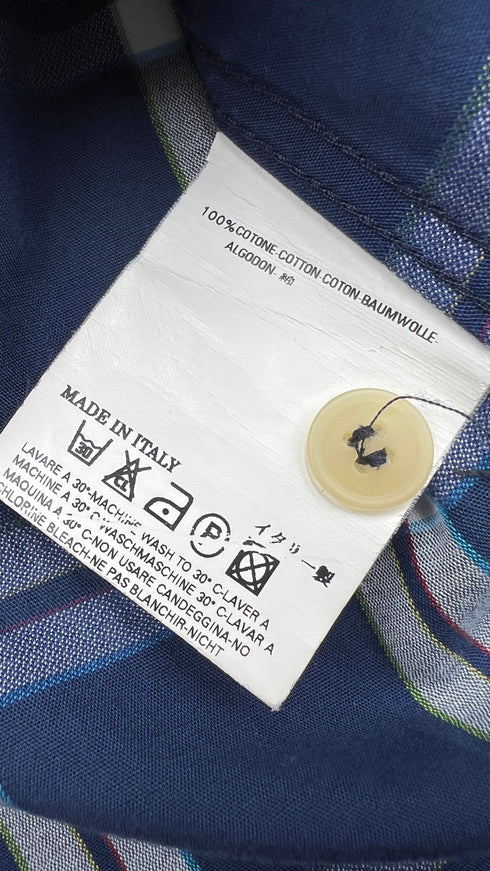 100%COTONE-COTTON-COTON-BAUMWOLLE-
ALGODON- 綿
MADE IN ITALY
イタリー製
30 CL P
LAVARE A 30°-MACHINE WASH TO 30° C-LAVER A
MACHINE A 30° C-WASCHMASCHINE 30° C-LAVAR A
MAQUINA A 30° C-NON USARE CANDEGGINA-NO
CHLORINE BLEACH-NE PAS BLANCHIR-NICHT